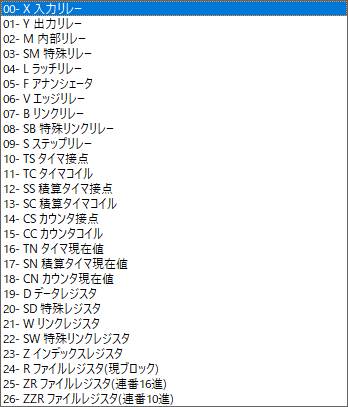 00- X 入力リレー
01- Y 出力リレー
02- M 内部リレー
03- SM 特殊リレー
04- L ラッチリレー
05- F アナンシェータ
06- V エッジリレー
07- B リンクリレー
08- SB 特殊リンクリレー
09- S ステップリレー
10- TS タイマ接点
11- TC タイマコイル
12- SS 積算タイマ接点
13- SC 積算タイマコイル
14- CS カウンタ接点
15- CC カウンタコイル
16- TN タイマ現在値
17- SN 積算タイマ現在値
18- CN カウンタ現在値
19- D データレジスタ
20- SD 特殊レジスタ
21- W リンクレジスタ
22- SW 特殊リンクレジスタ
23- Z インデックスレジスタ
24- R ファイルレジスタ(現ブロック)
25- ZR ファイルレジスタ(連番16進)
26- ZZR ファイルレジスタ(連番10進)